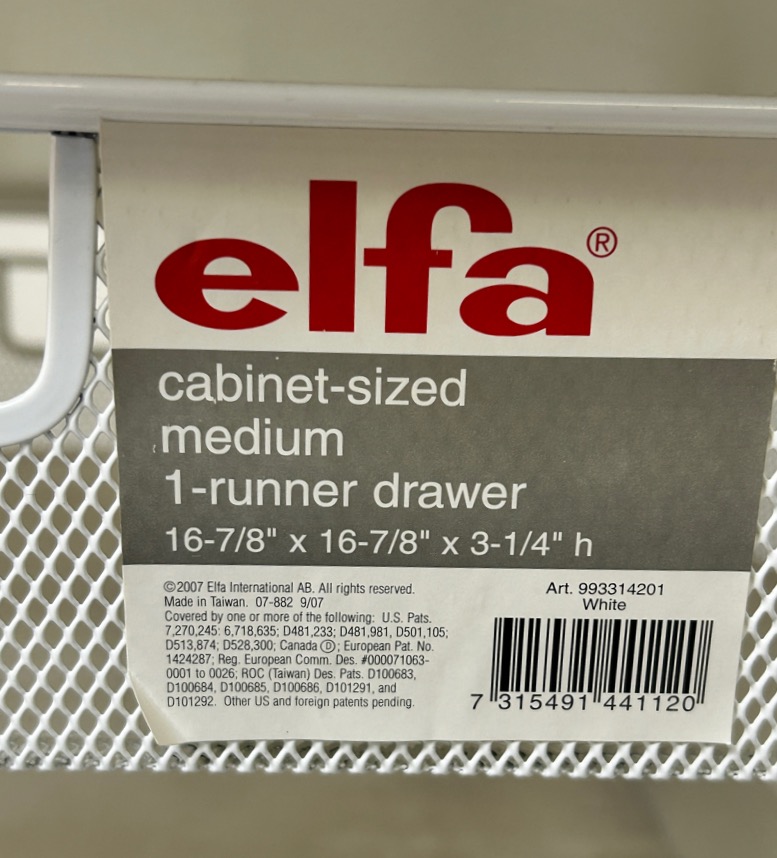 elfa®
cabinet-sized
medium
1-runner drawer
16-7/8" x 16-7/8" x 3-1/4" h
©2007 Elfa International AB. All rights reserved.
Made in Taiwan. 07-882 9/07
Covered by one or more of the following: U.S. Pats.
7,270,245: 6,718,635; D481,233; D481,981, D501,105;
D513,874; D528,300; Canada Ⓓ; European Pat. No.
1424287; Reg. European Comm. Des. #000071063-
0001 to 0026; ROC (Taiwan) Des. Pats. D100683,
D100684, D100685, D100686, D101291, and
D101292. Other US and foreign patents pending.
Art. 993314201
White
7 315491 441120